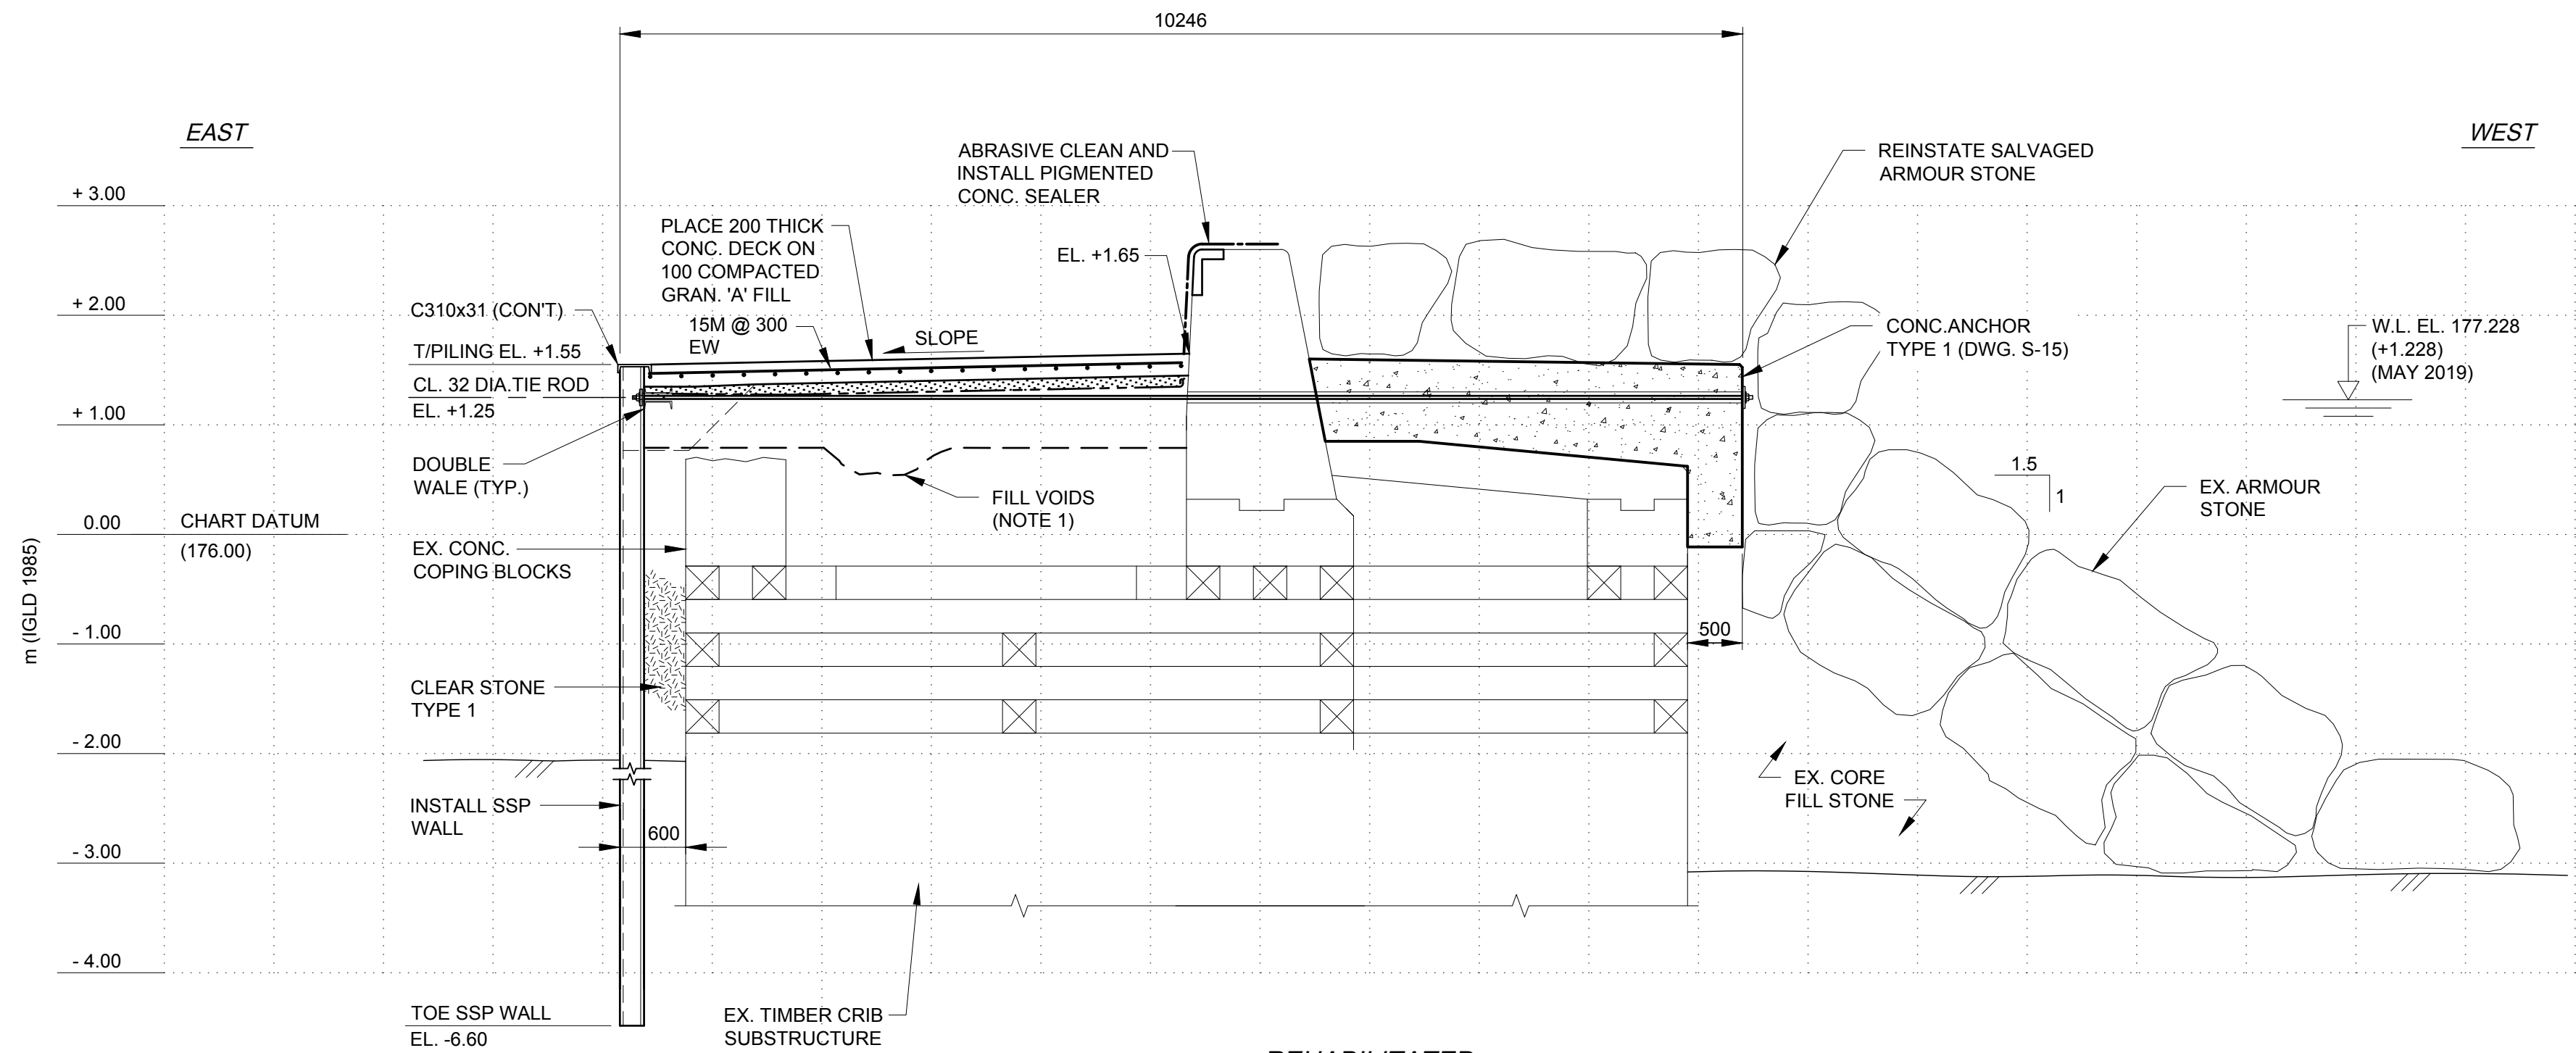 10246
EAST
WEST
ABRASIVE CLEAN AND
INSTALL PIGMENTED
CONC. SEALER
REINSTATE SALVAGED
ARMOUR STONE
+ 3.00
PLACE 200 THICK
CONC. DECK ON
100 COMPACTED
GRAN. 'A' FILL
EL. +1.65
+ 2.00
C310x31 (CON'T)
15M @ 300
EW
SLOPE
CONC.ANCHOR
TYPE 1 (DWG. S-15)
W.L. EL. 177.228
(+1.228)
(MAY 2019)
T/PILING EL. +1.55
CL. 32 DIA.TIE ROD
EL. +1.25
+ 1.00
DOUBLE
WALE (TYP.)
FILL VOIDS
(NOTE 1)
1.5
1
EX. ARMOUR
STONE
0.00
CHART DATUM
(176.00)
m (IGLD 1985)
EX. CONC.
COPING BLOCKS
- 1.00
500
CLEAR STONE
TYPE 1
- 2.00
EX. CORE
FILL STONE
INSTALL SSP
WALL
600
- 3.00
- 4.00
TOE SSP WALL
EL. -6.60
EX. TIMBER CRIB
SUBSTRUCTURE
REHABILITATED